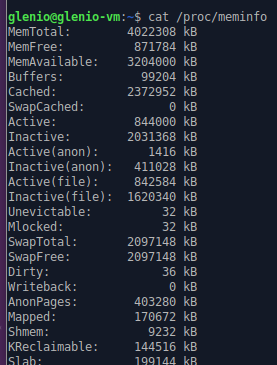 glenio@glenio-vm:~$ cat /proc/meminfo
MemTotal:        4022308 kB
MemFree:          871784 kB
MemAvailable:    3204000 kB
Buffers:           99204 kB
Cached:          2372952 kB
SwapCached:            0 kB
Active:           844000 kB
Inactive:        2031368 kB
Active(anon):       1416 kB
Inactive(anon):   411028 kB
Active(file):     842584 kB
Inactive(file):  1620340 kB
Unevictable:          32 kB
Mlocked:              32 kB
SwapTotal:       2097148 kB
SwapFree:        2097148 kB
Dirty:                36 kB
Writeback:             0 kB
AnonPages:        403280 kB
Mapped:           170672 kB
Shmem:              9232 kB
KReclaimable:     144516 kB
Slab:             199144 kB